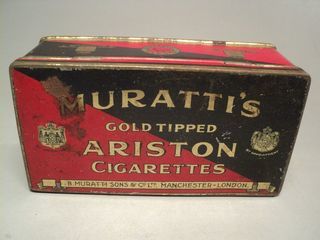 MURATTI'S
GOLD TIPPED
ARISTON
CIGARETTES
B. MURATTI SONS & Co LTD. MANCHESTER - LONDON.